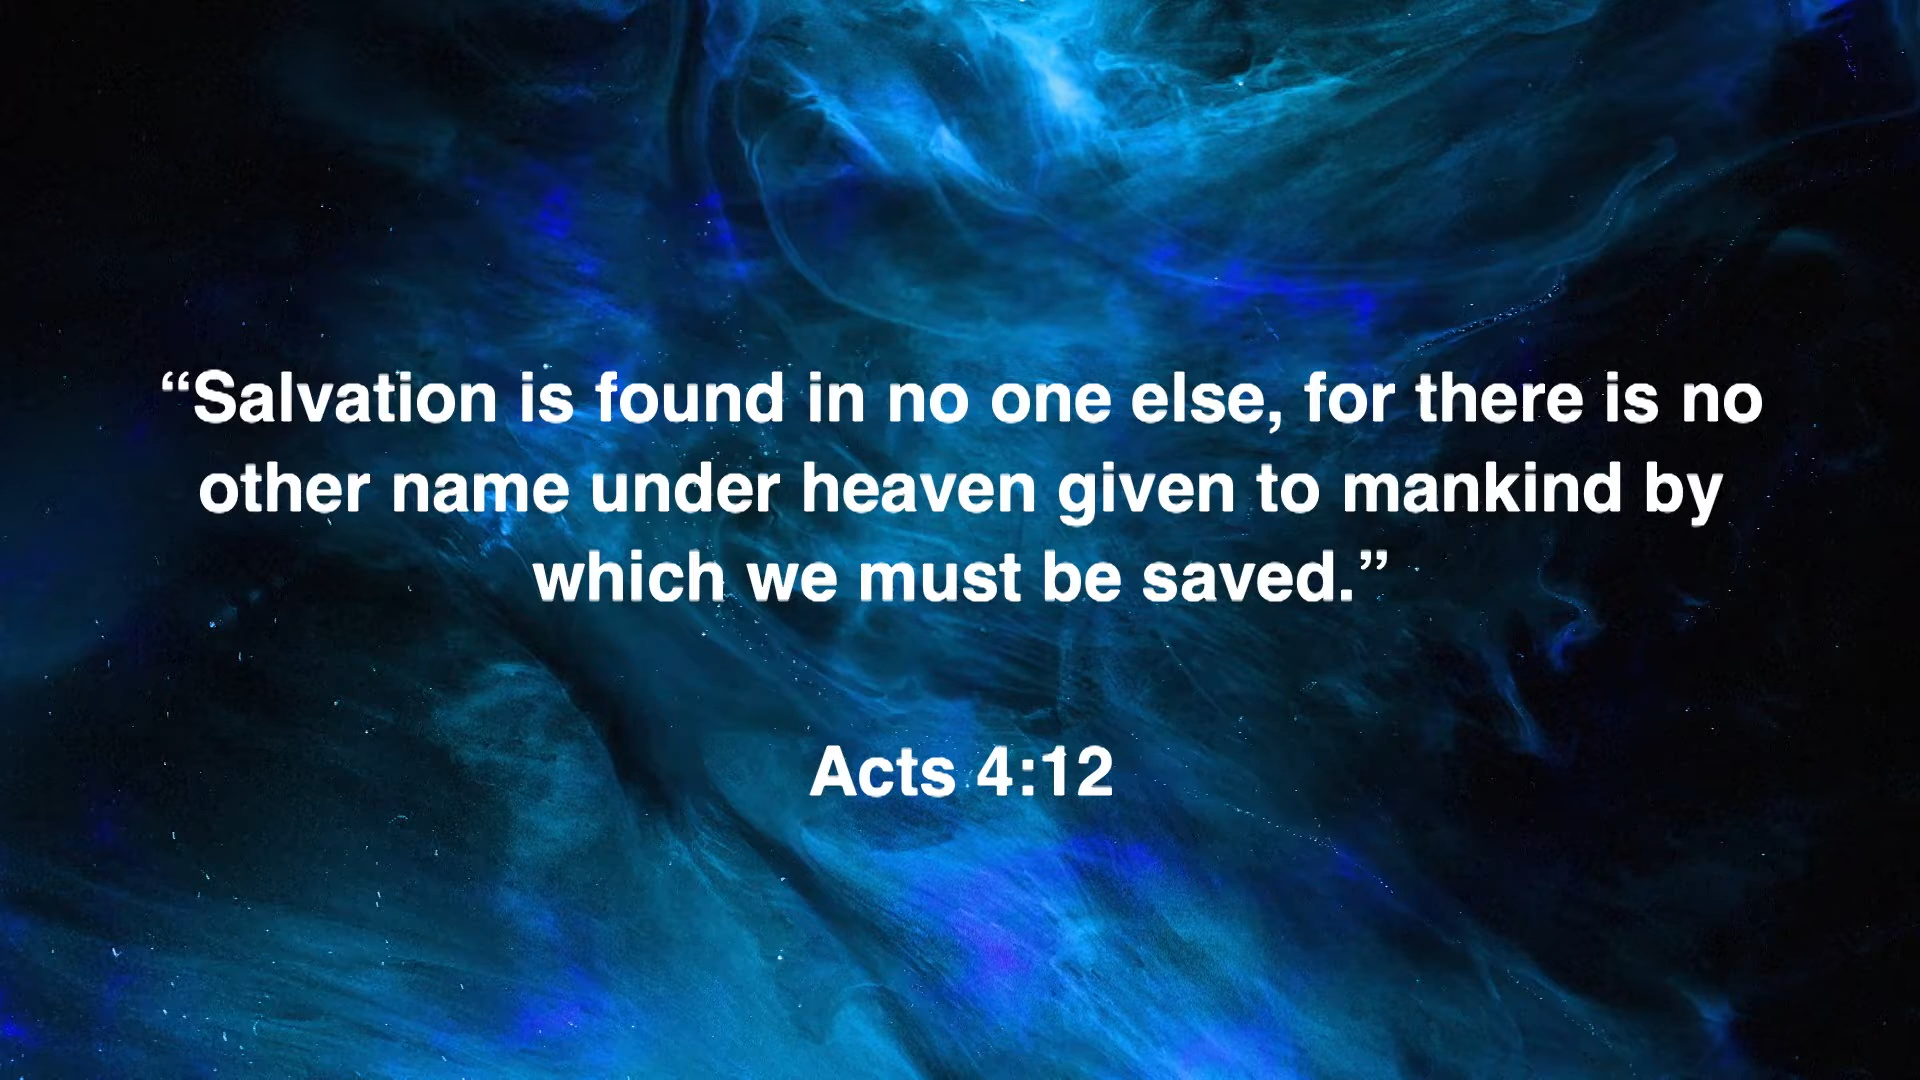 “Salvation is found in no one else, for there is no
other name under heaven given to mankind by
which we must be saved.”
Acts 4:12